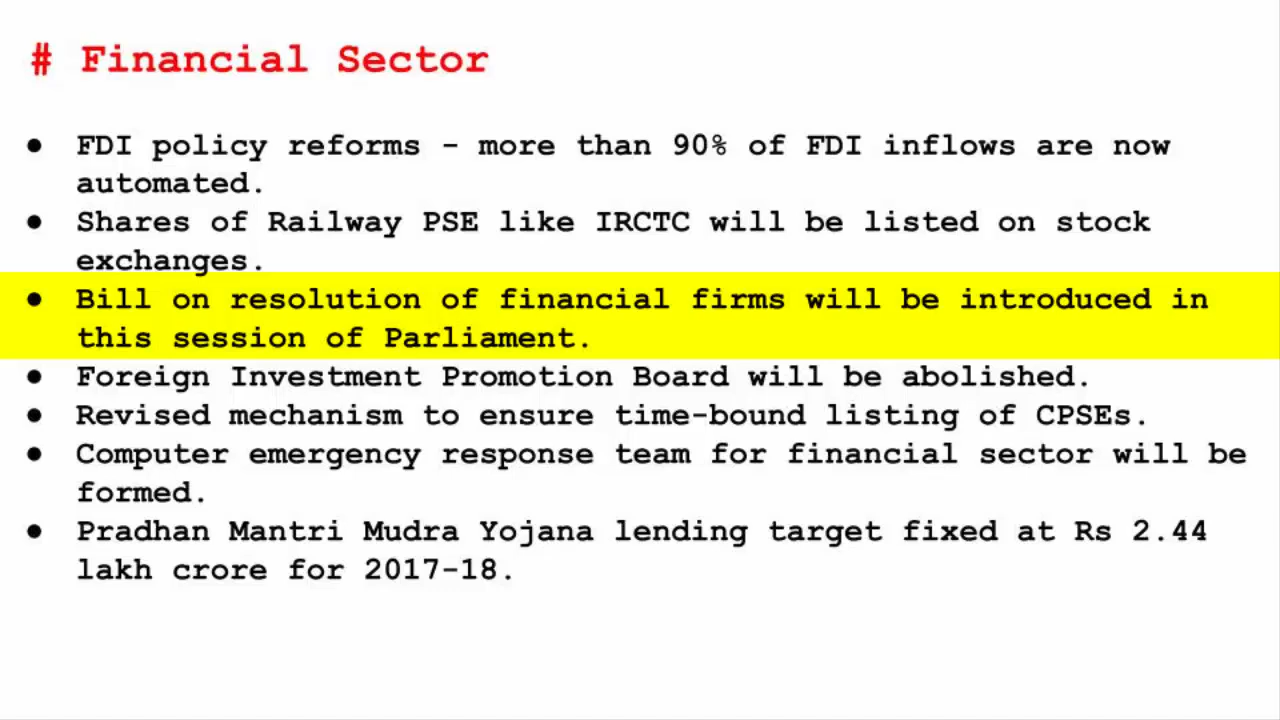 # Financial Sector
● FDI policy reforms - more than 90% of FDI inflows are now
automated.
● Shares of Railway PSE like IRCTC will be listed on stock
exchanges.
● Bill on resolution of financial firms will be introduced in
this session of Parliament.
● Foreign Investment Promotion Board will be abolished.
● Revised mechanism to ensure time-bound listing of CPSEs.
● Computer emergency response team for financial sector will be
formed.
● Pradhan Mantri Mudra Yojana lending target fixed at Rs 2.44
lakh crore for 2017-18.